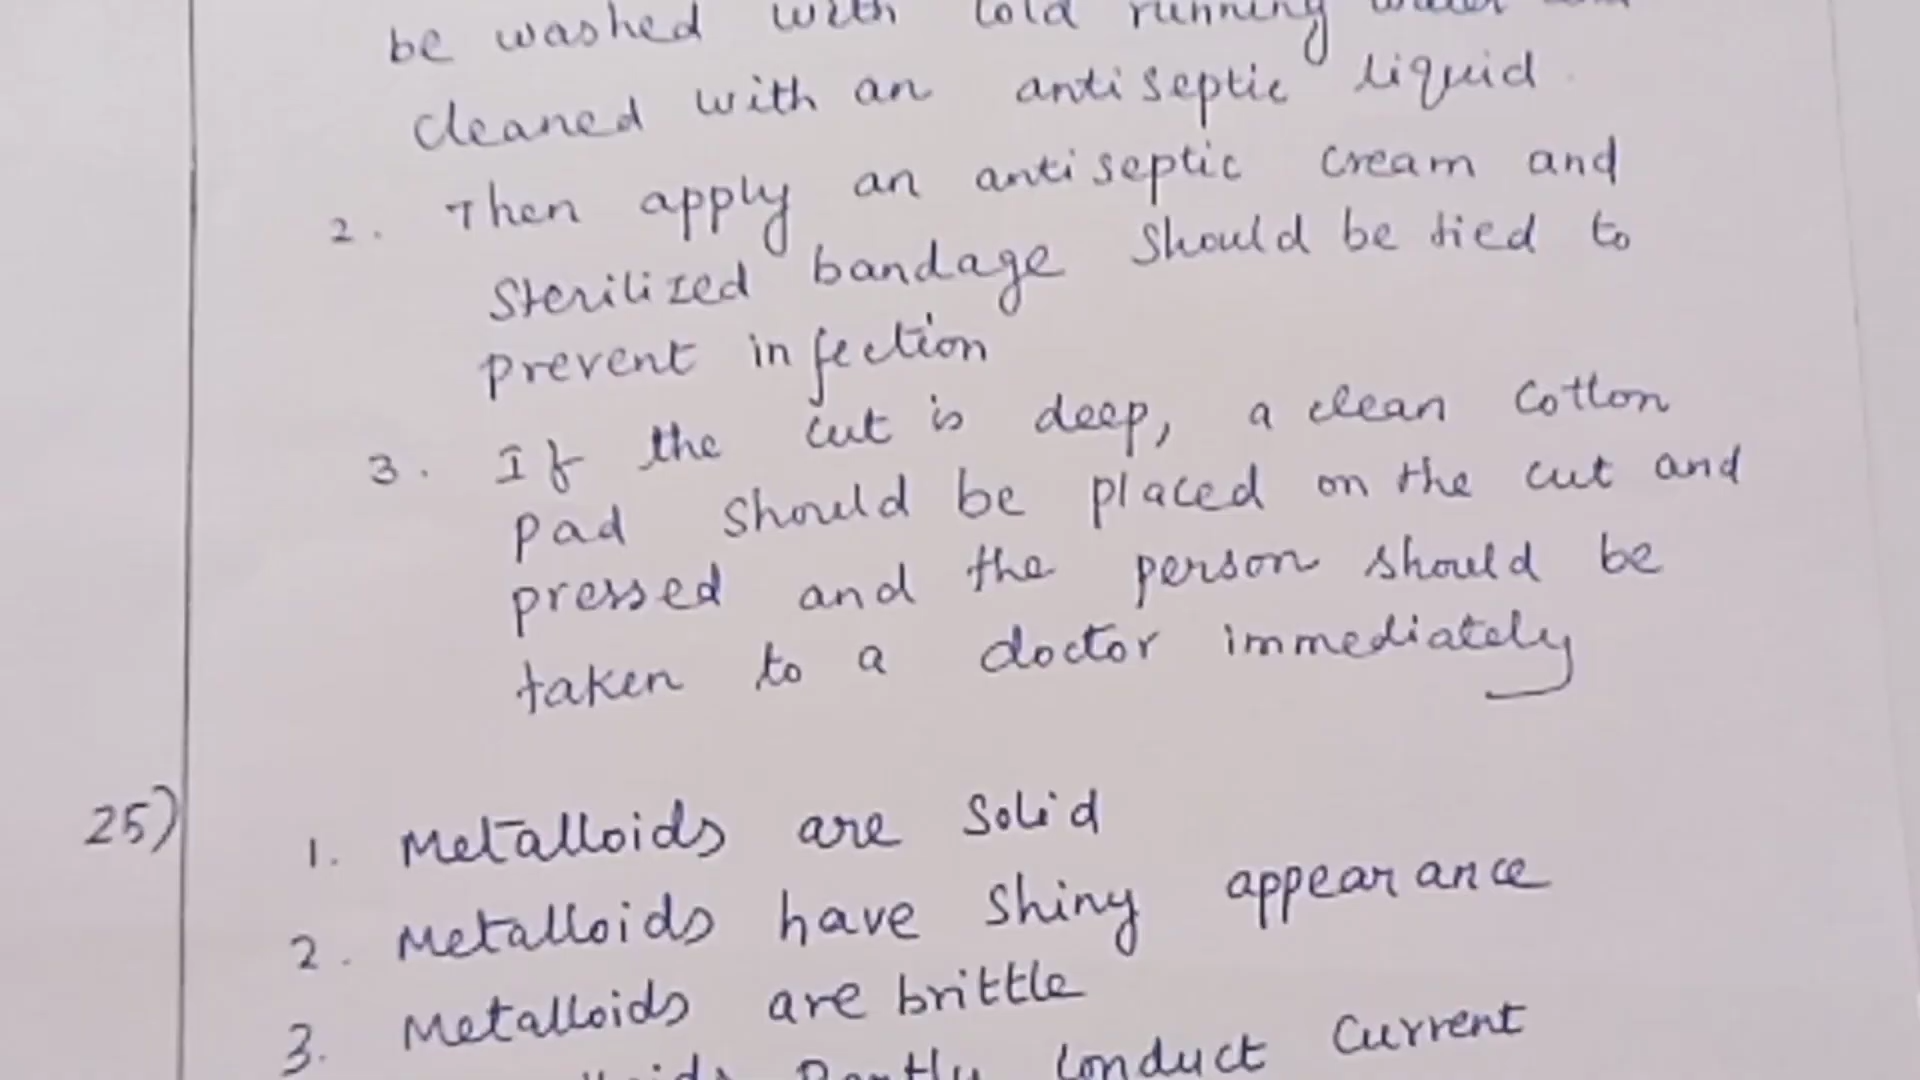 be washed with cold running water and
cleaned with an antiseptic liquid
2. Then apply an antiseptic cream and
Sterilized bandage should be tied to
prevent infection
3. If the cut is deep, a clean cotton
pad should be placed on the cut and
pressed and the person should be
taken to a doctor immediately
25) 1. Metalloids are solid
2. Metalloids have shiny appearance
3. Metalloids are brittle
Partly conduct current